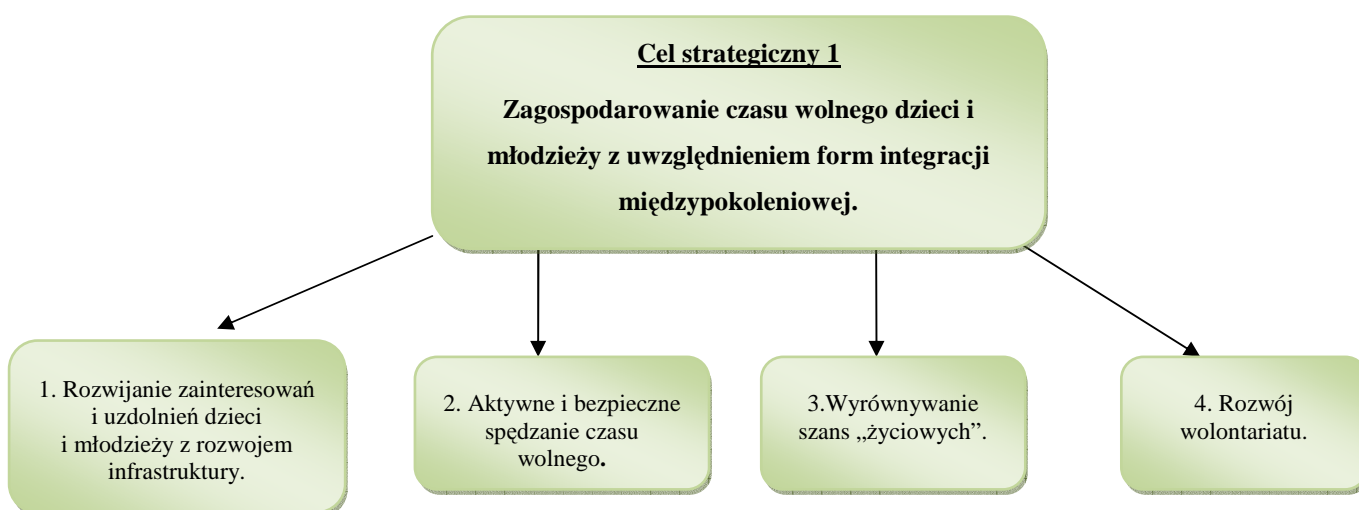 Cel strategiczny 1
Zagospodarowanie czasu wolnego dzieci i
młodzieży z uwzględnieniem form integracji
międzypokoleniowej.
1. Rozwijanie zainteresowań
i uzdolnień dzieci
i młodzieży z rozwojem
infrastruktury.
2. Aktywne i bezpieczne
spędzanie czasu
wolnego.
3.Wyrównywanie
szans „życiowych”.
4. Rozwój
wolontariatu.